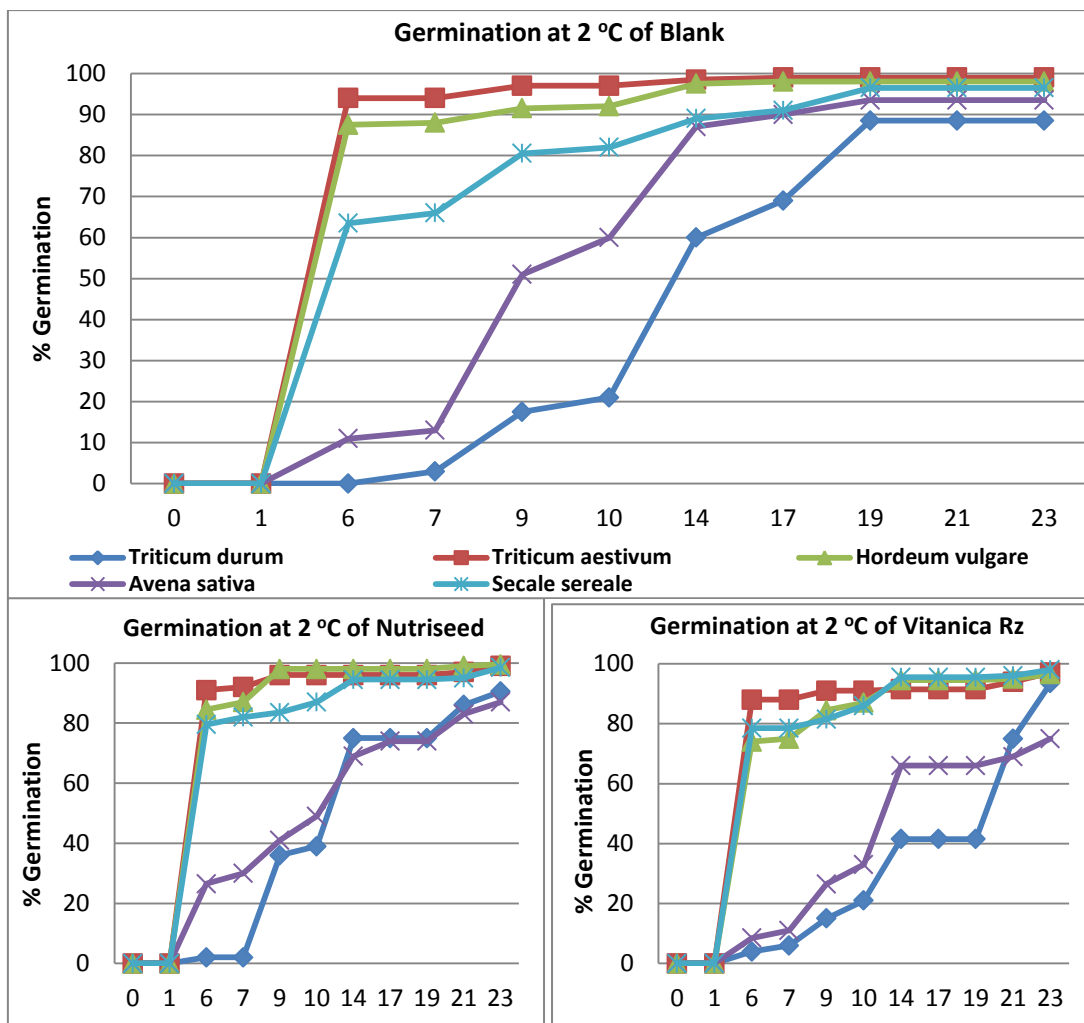 Germination at 2 °C of Blank
% Germination
100
90
80
70
60
50
40
30
20
10
0
0 1 6 7 9 10 14 17 19 21 23
Triticum durum Triticum aestivum Hordeum vulgare
Avena sativa Secale sereale
Germination at 2 °C of Nutriseed
% Germination
100
80
60
40
20
0
0 1 6 7 9 10 14 17 19 21 23
Germination at 2 °C of Vitanica Rz
% Germination
100
80
60
40
20
0
0 1 6 7 9 10 14 17 19 21 23